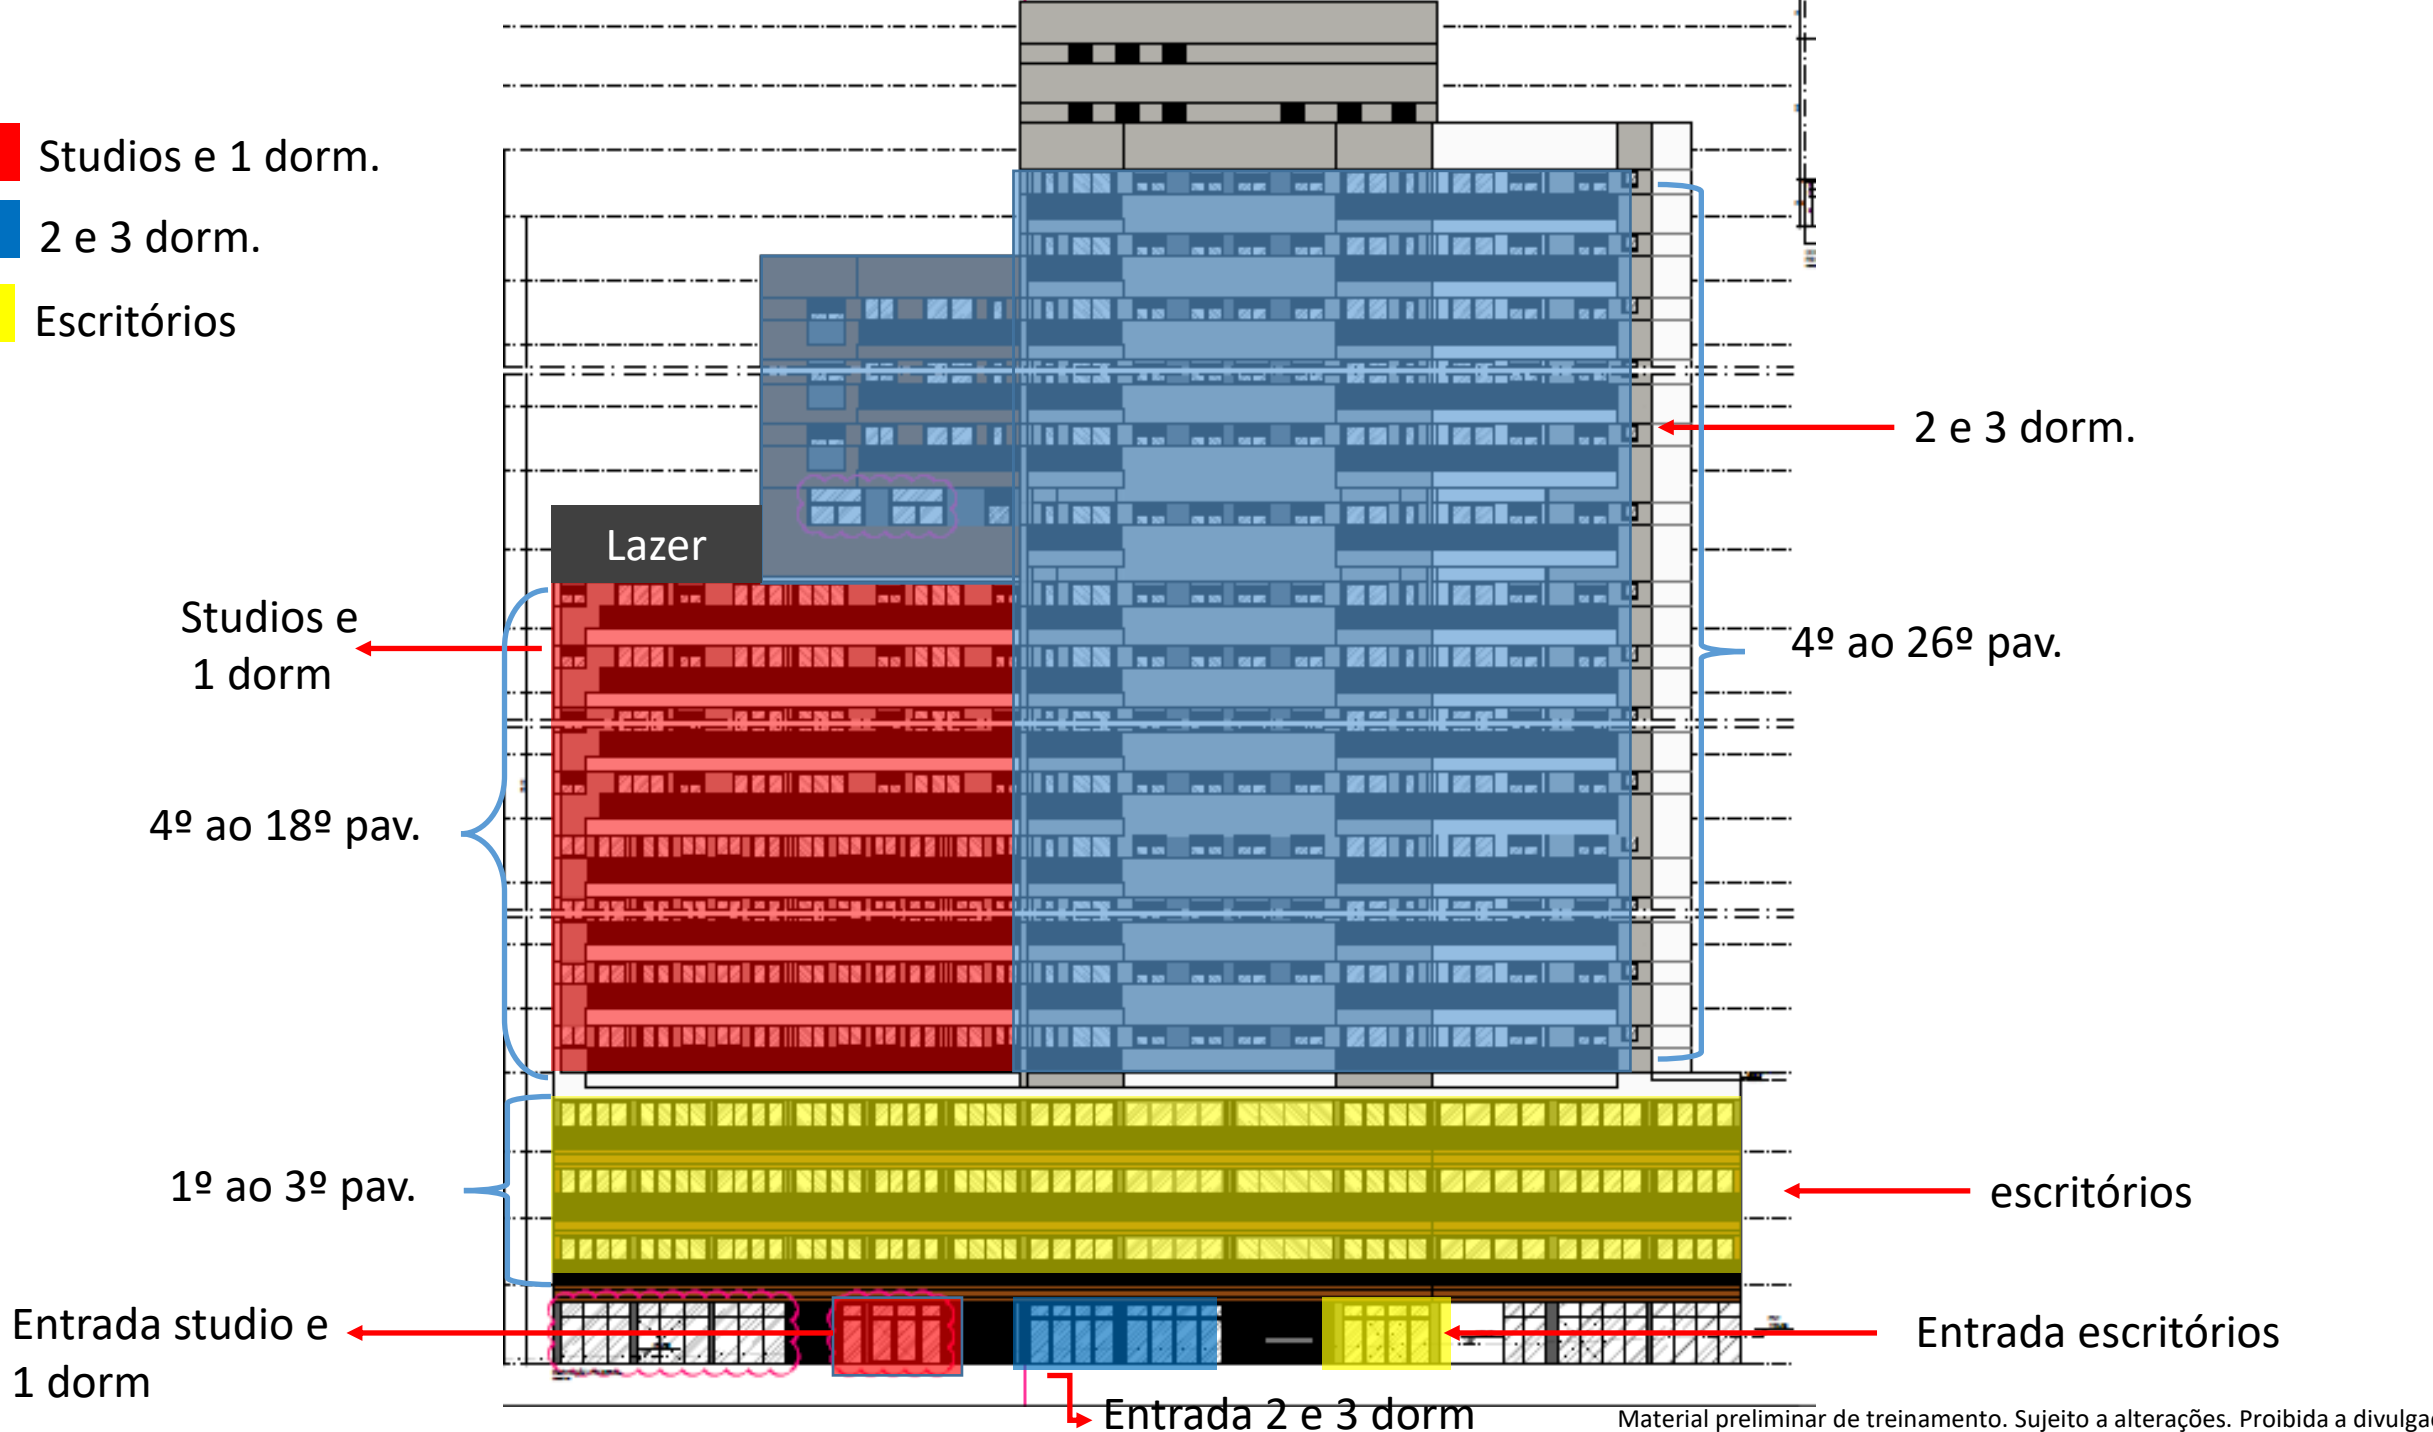 Studios e 1 dorm.
2 e 3 dorm.
Escritórios
2 e 3 dorm.
Lazer
Studios e
1 dorm
4º ao 26º pav.
4º ao 18º pav.
1º ao 3º pav.
escritórios
Entrada studio e
1 dorm
Entrada escritórios
Entrada 2 e 3 dorm
Material preliminar de treinamento. Sujeito a alterações. Proibida a